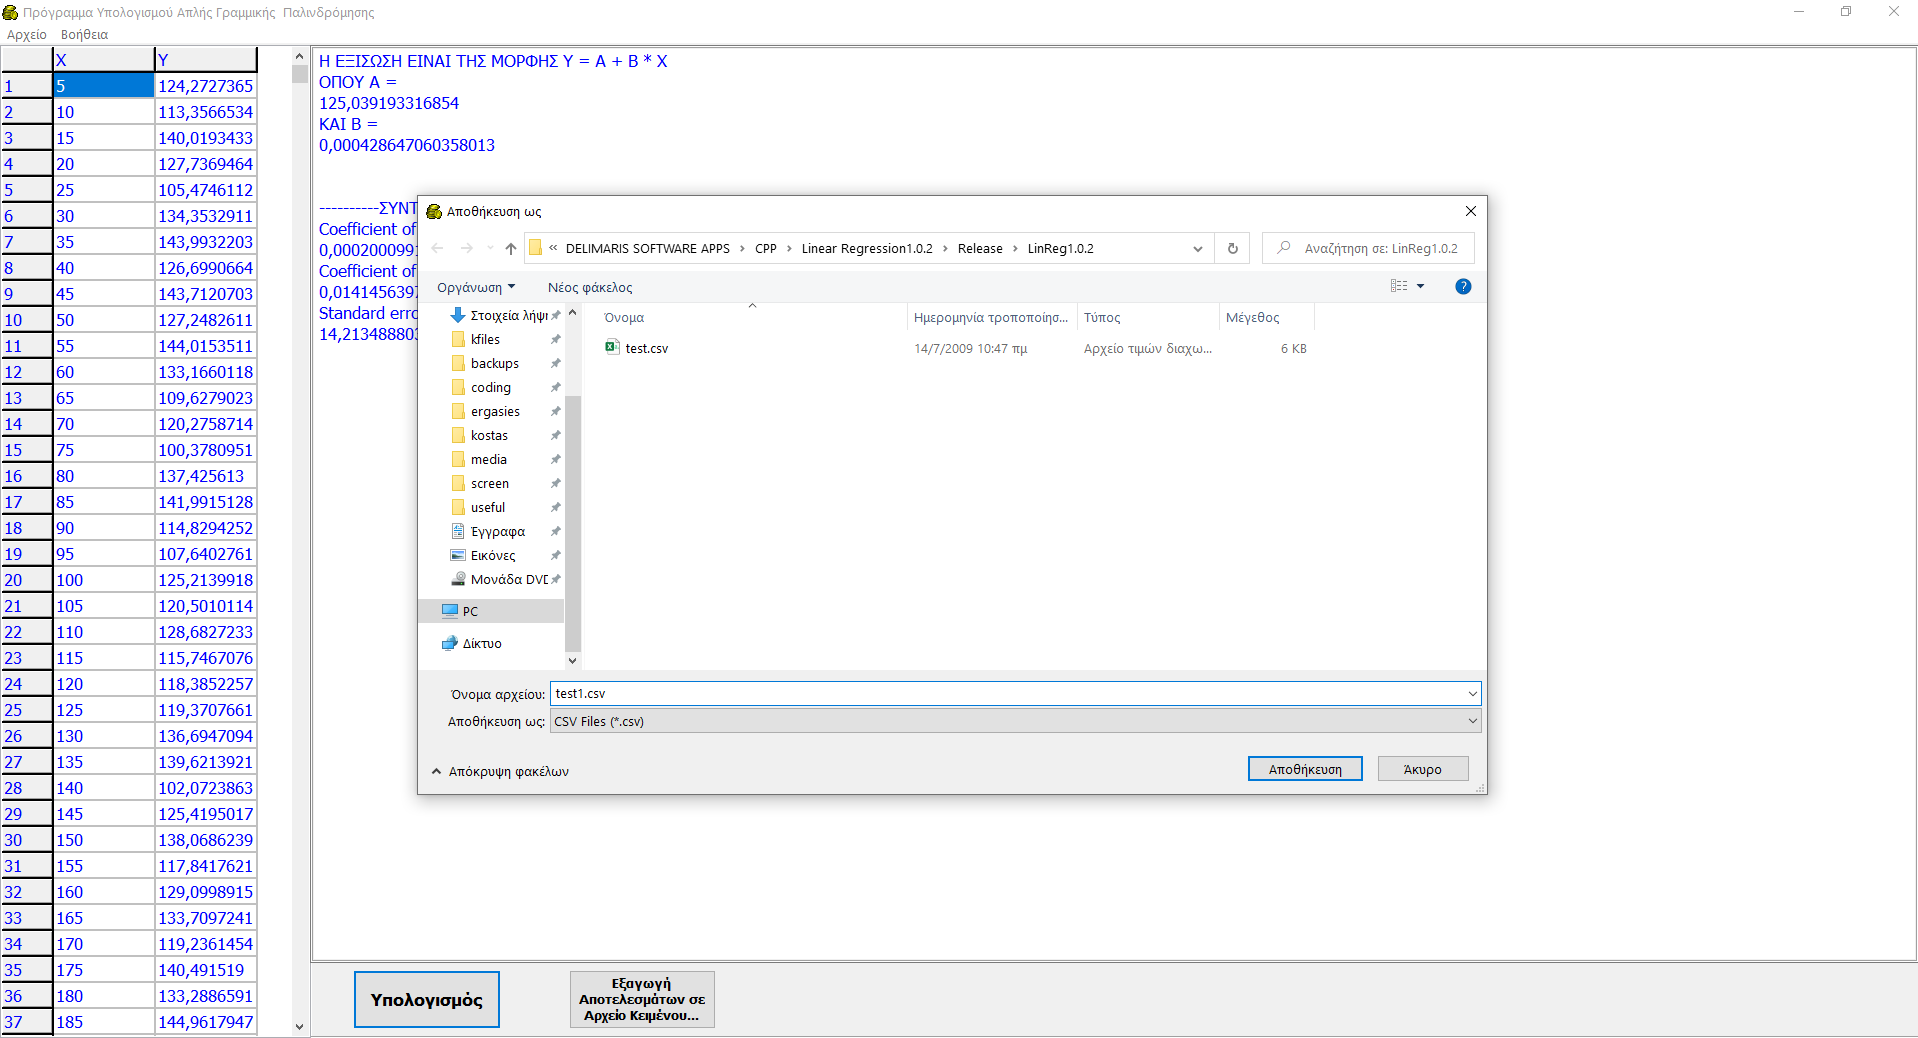 Πρόγραμμα Υπολογισμού Απλής Γραμμικής Παλινδρόμησης
Αρχείο Βοήθεια
X Y
1 5 124,2727365
2 10 113,3566534
3 15 140,0193433
4 20 127,7369464
5 25 105,4746112
6 30 134,3532911
7 35 143,9932203
8 40 126,6990664
9 45 143,7120703
10 50 127,2482611
11 55 144,0153511
12 60 133,1660118
13 65 109,6279023
14 70 120,2758714
15 75 100,3780951
16 80 137,425613
17 85 141,9915128
18 90 114,8294252
19 95 107,6402761
20 100 125,2139918
21 105 120,5010114
22 110 128,6827233
23 115 115,7467076
24 120 118,3852257
25 125 119,3707661
26 130 136,6947094
27 135 139,6213921
28 140 102,0723863
29 145 125,4195017
30 150 138,0686239
31 155 117,8417621
32 160 129,0998915
33 165 133,7097241
34 170 119,2361454
35 175 140,491519
36 180 133,2886591
37 185 144,9617947
Η ΕΞΙΣΩΣΗ ΕΙΝΑΙ ΤΗΣ ΜΟΡΦΗΣ Y = A + B * X
ΟΠΟΥ A =
125,039193316854
ΚΑΙ B =
0,000428647060358013
----------ΣΥΝΤ
Coefficient of
0,000200099
Coefficient of
0,01414563
Standard erro
14,21348880
Αποθήκευση ως
« DELIMARIS SOFTWARE APPS › CPP › Linear Regression1.0.2 › Release › LinReg1.0.2
Αναζήτηση σε: LinReg1.0.2
Οργάνωση Νέος φάκελος
Στοιχεία λήψη
kfiles
backups
coding
ergasies
kostas
media
screen
useful
Έγγραφα
Εικόνες
Μονάδα DVD
PC
Δίκτυο
Όνομα Ημερομηνία τροποποίησ... Τύπος Μέγεθος
test.csv 14/7/2009 10:47 πμ Αρχείο τιμών διαχω... 6 KB
Όνομα αρχείου: test1.csv
Αποθήκευση ως: CSV Files (*.csv)
Απόκρυψη φακέλων
Αποθήκευση Άκυρο
Υπολογισμός
Εξαγωγή
Αποτελεσμάτων σε
Αρχείο Κειμένου...